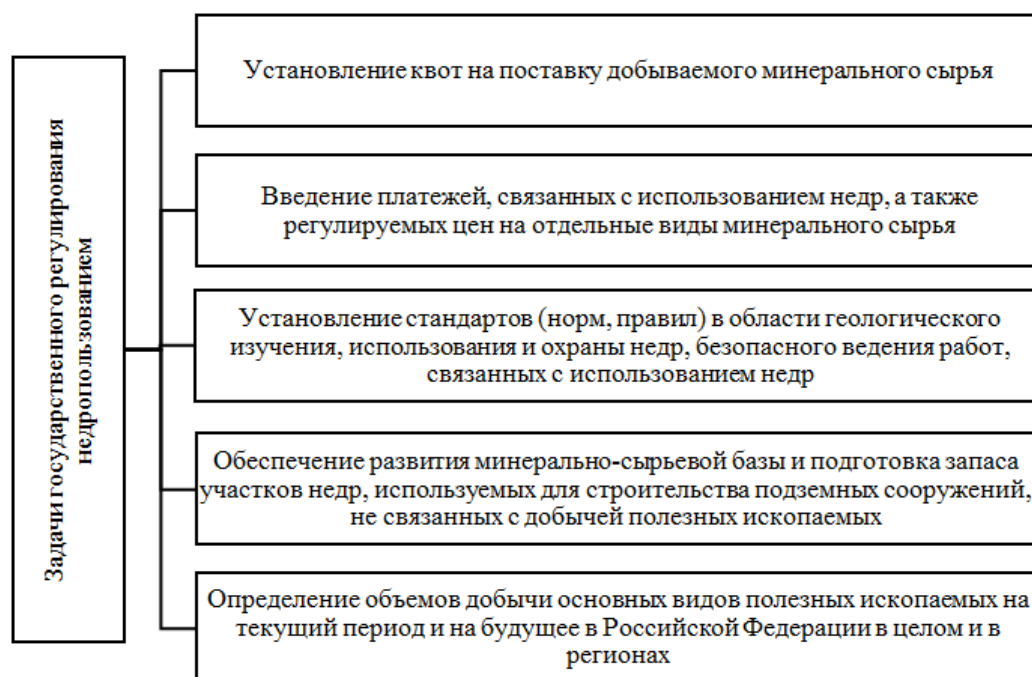 Задачи государственного регулирования
недропользованием
Установление квот на поставку добываемого минерального сырья
Введение платежей, связанных с использованием недр, а также
регулируемых цен на отдельные виды минерального сырья
Установление стандартов (норм, правил) в области геологического
изучения, использования и охраны недр, безопасного ведения работ,
связанных с использованием недр
Обеспечение развития минерально-сырьевой базы и подготовка запаса
участков недр, используемых для строительства подземных сооружений,
не связанных с добычей полезных ископаемых
Определение объемов добычи основных видов полезных ископаемых на
текущий период и на будущее в Российской Федерации в целом и в
регионах